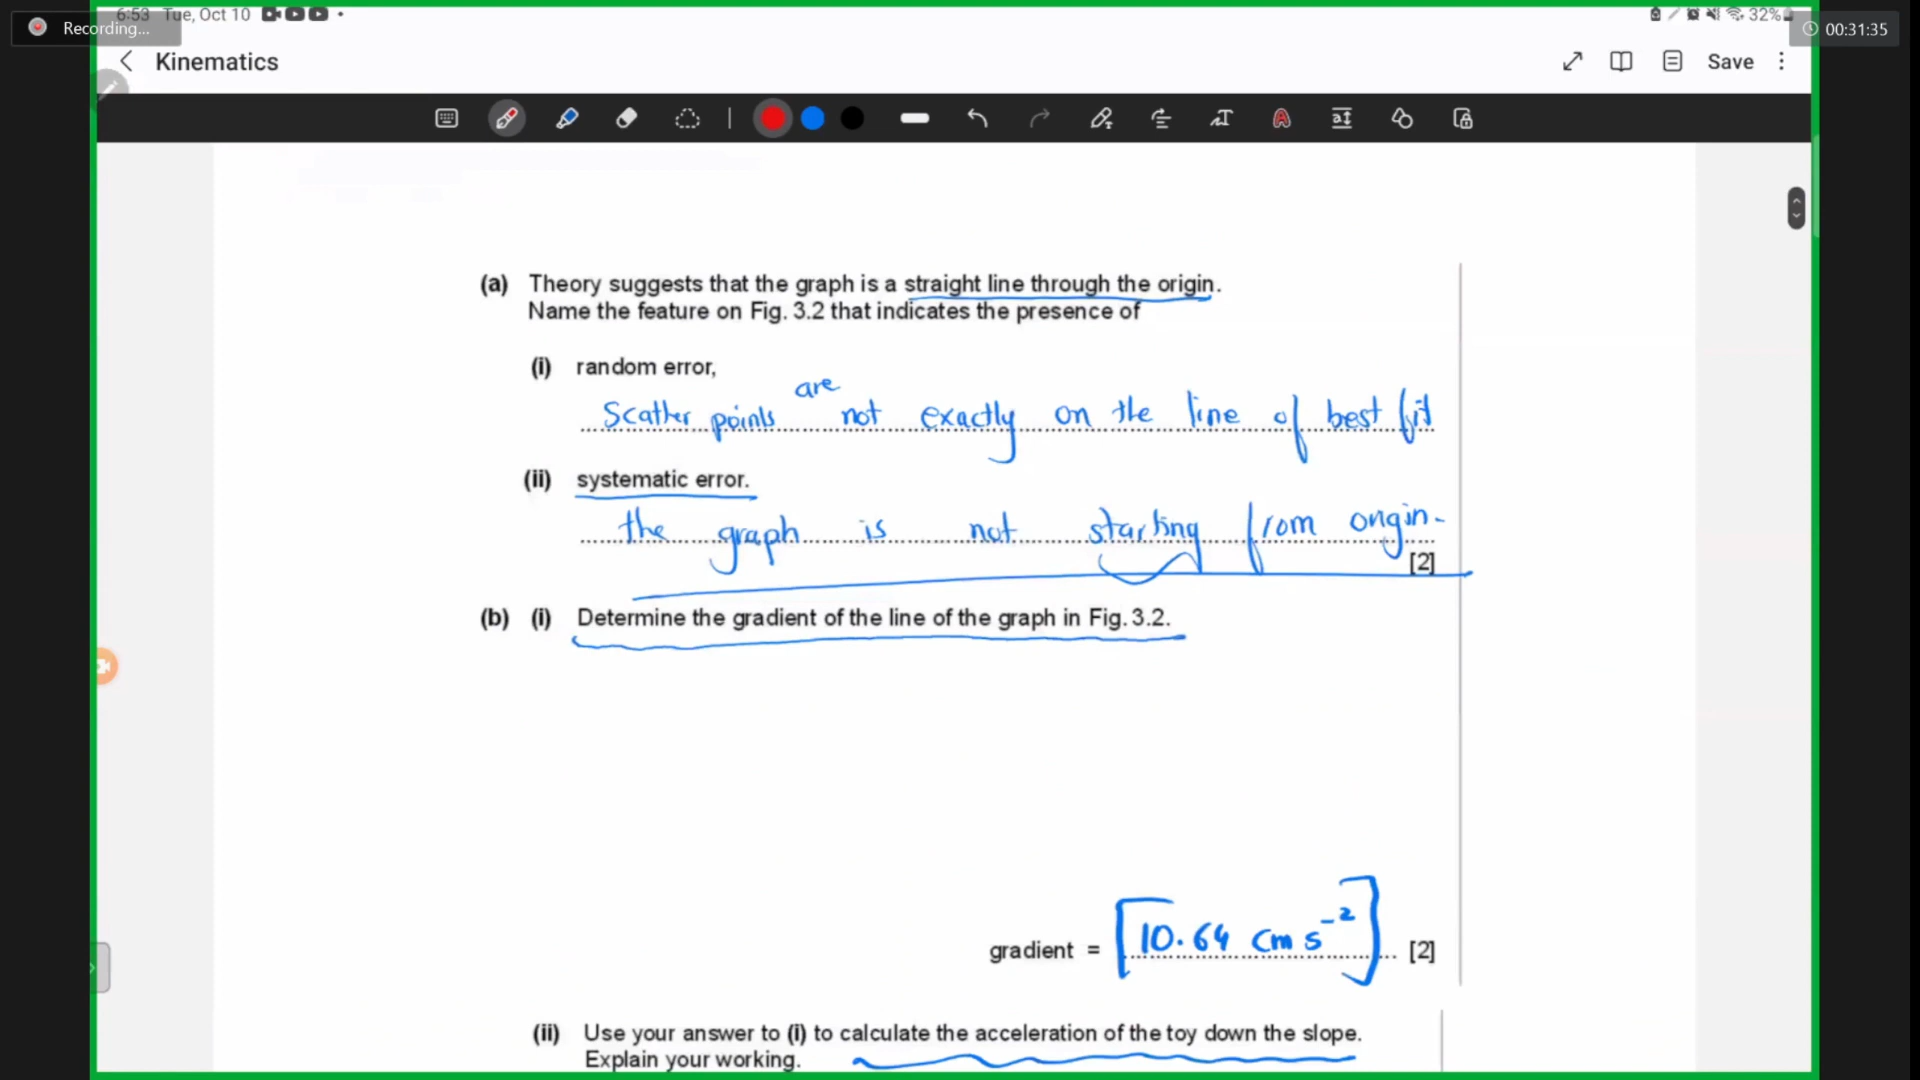 6:53 Tue, Oct 10
32%
Recording...
00:31:35
Kinematics
Save
(a) Theory suggests that the graph is a straight line through the origin.
Name the feature on Fig. 3.2 that indicates the presence of
(i) random error,
are
Scatter points not exactly on the line of best fit
(ii) systematic error.
the graph is not starting from origin.
[2]
(b) (i) Determine the gradient of the line of the graph in Fig. 3.2.
gradient = 10.64 cm s⁻² [2]
(ii) Use your answer to (i) to calculate the acceleration of the toy down the slope.
Explain your working.